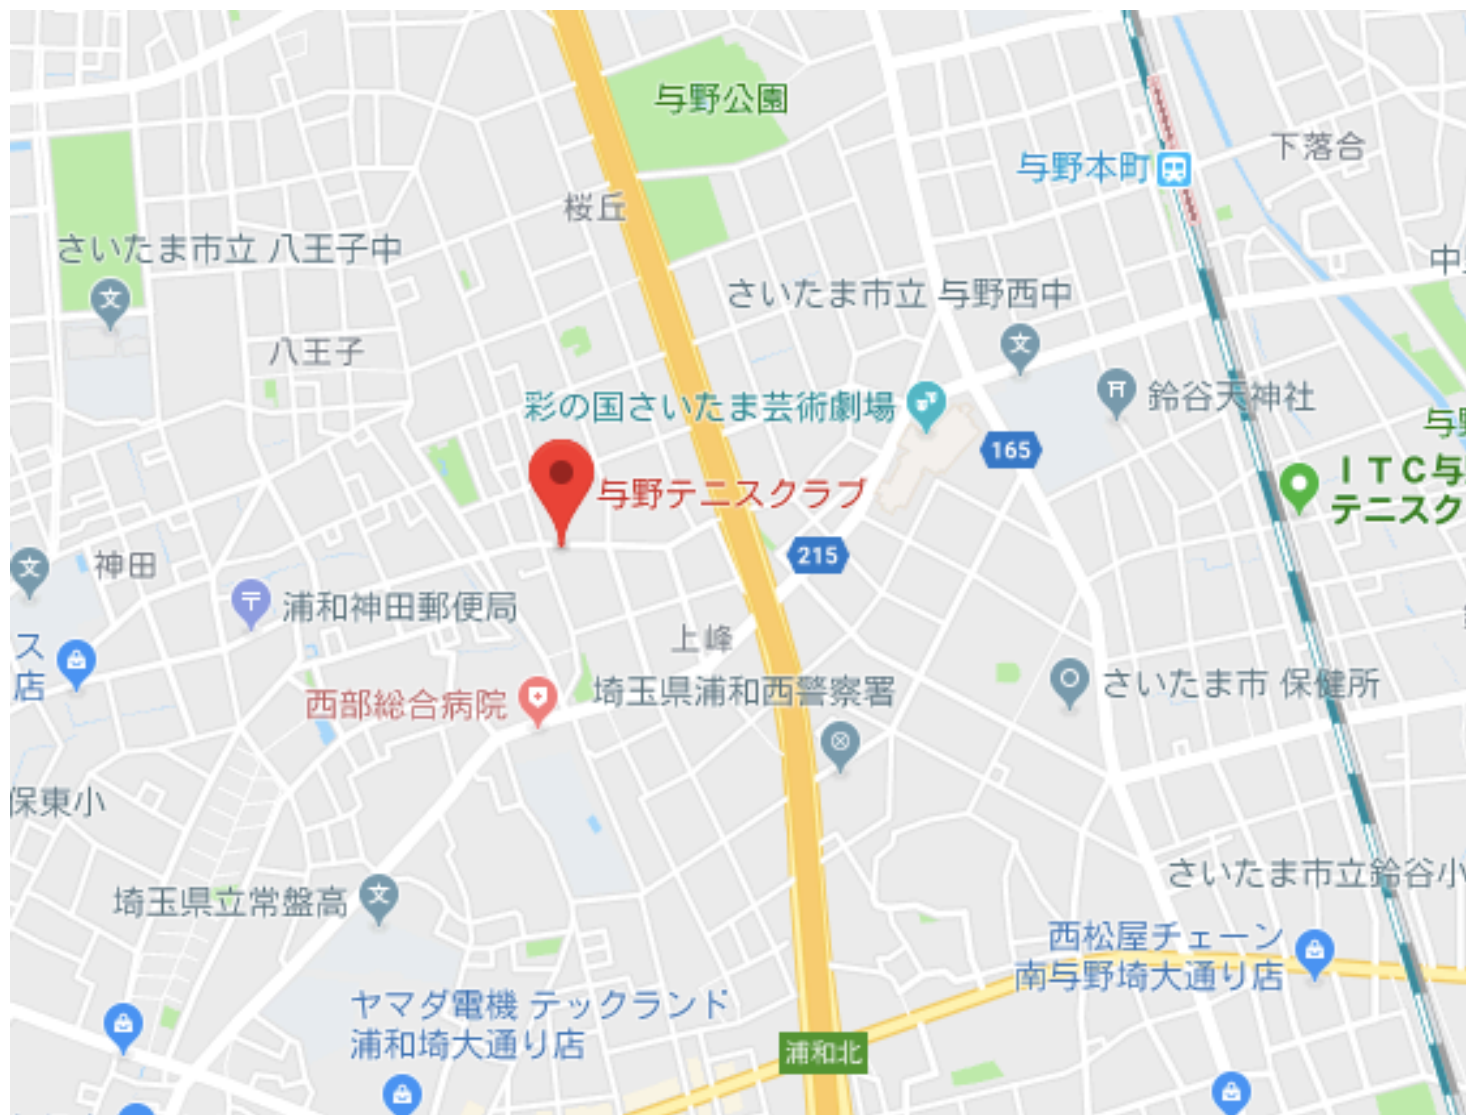 与野公園
下落合
与野本町
桜丘
さいたま市立 八王子中
中
さいたま市立 与野西中
八王子
鈴谷天神社
彩の国さいたま芸術劇場
与野
165
ITC与野
テニスク
与野テニスクラブ
215
神田
浦和神田郵便局
上峰
ス
店
埼玉県浦和西警察署
さいたま市 保健所
西部総合病院
保東小
さいたま市立鈴谷小
埼玉県立常盤高
西松屋チェーン
南与野埼大通り店
ヤマダ電機 テックランド
浦和埼大通り店
浦和北